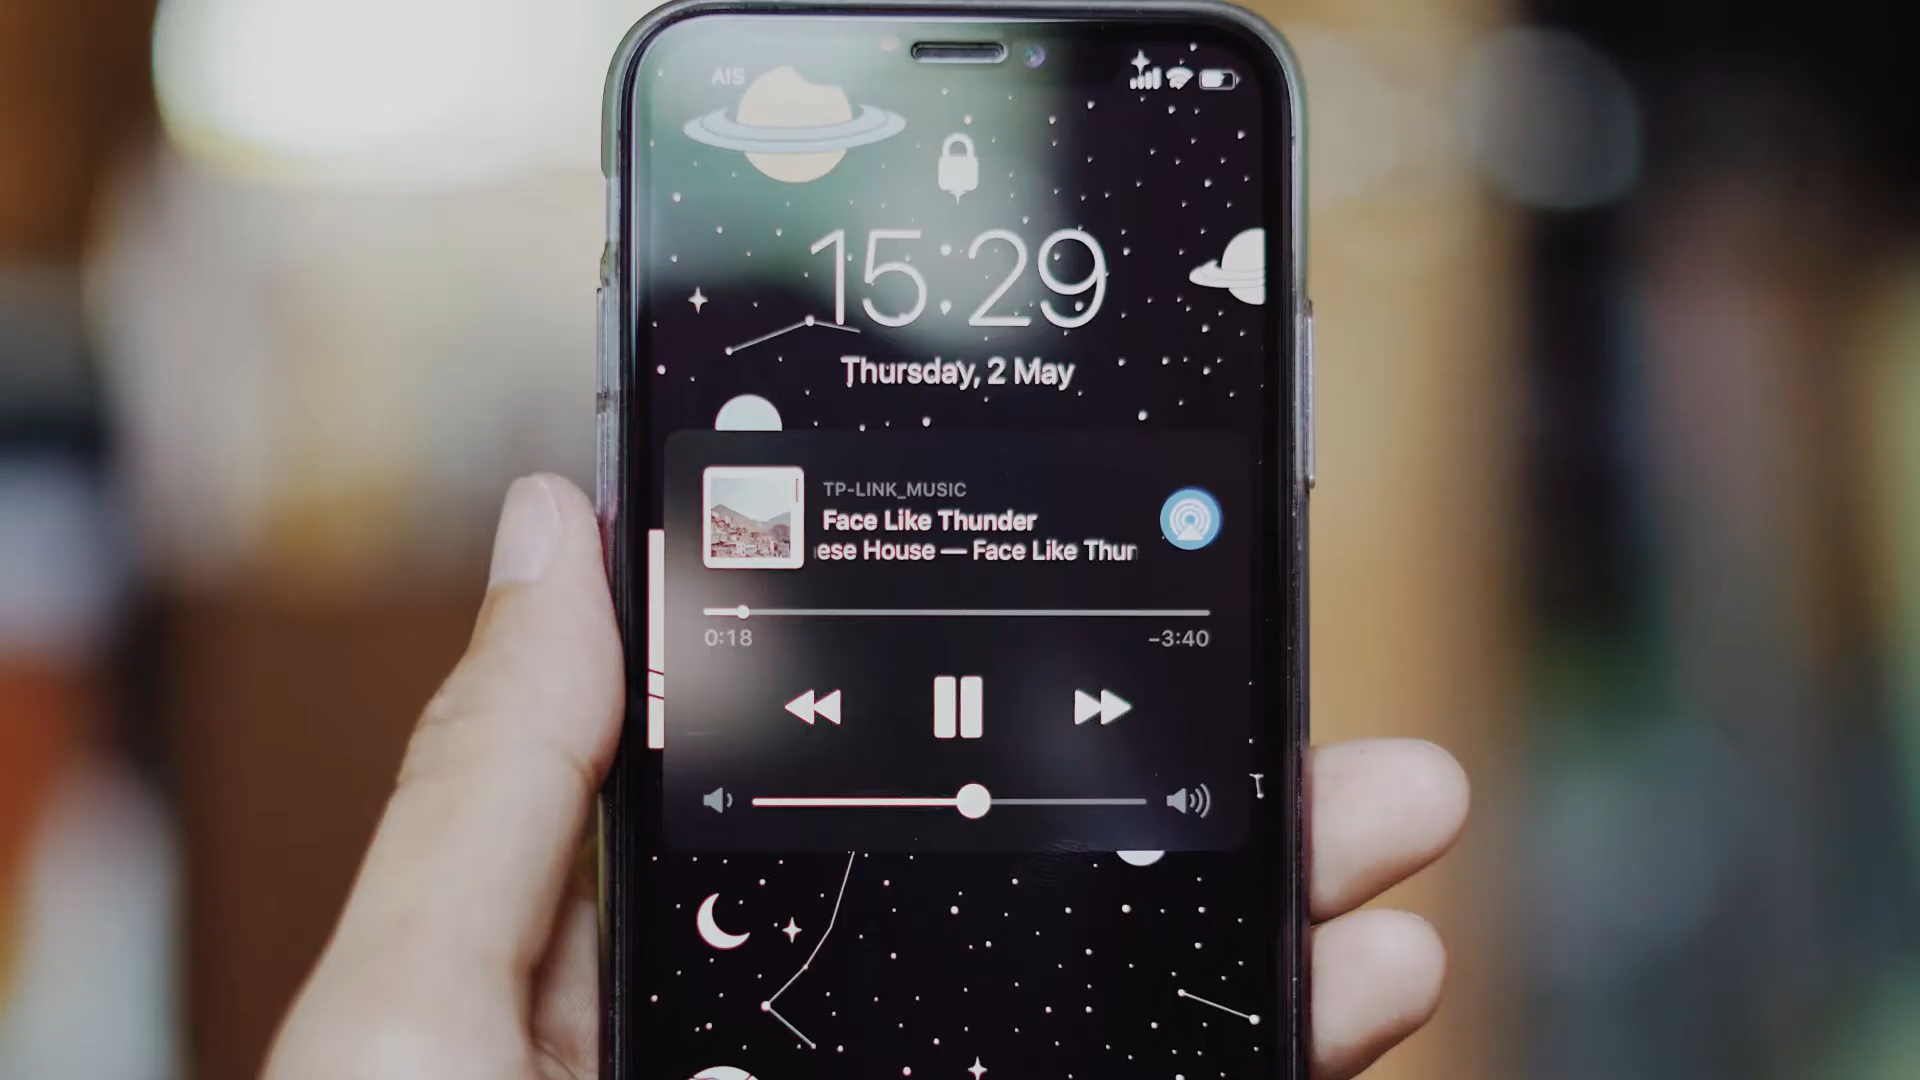 AIS
15:29
Thursday, 2 May
TP-LINK_MUSIC
Face Like Thunder
ese House — Face Like Thun
0:18
-3:40